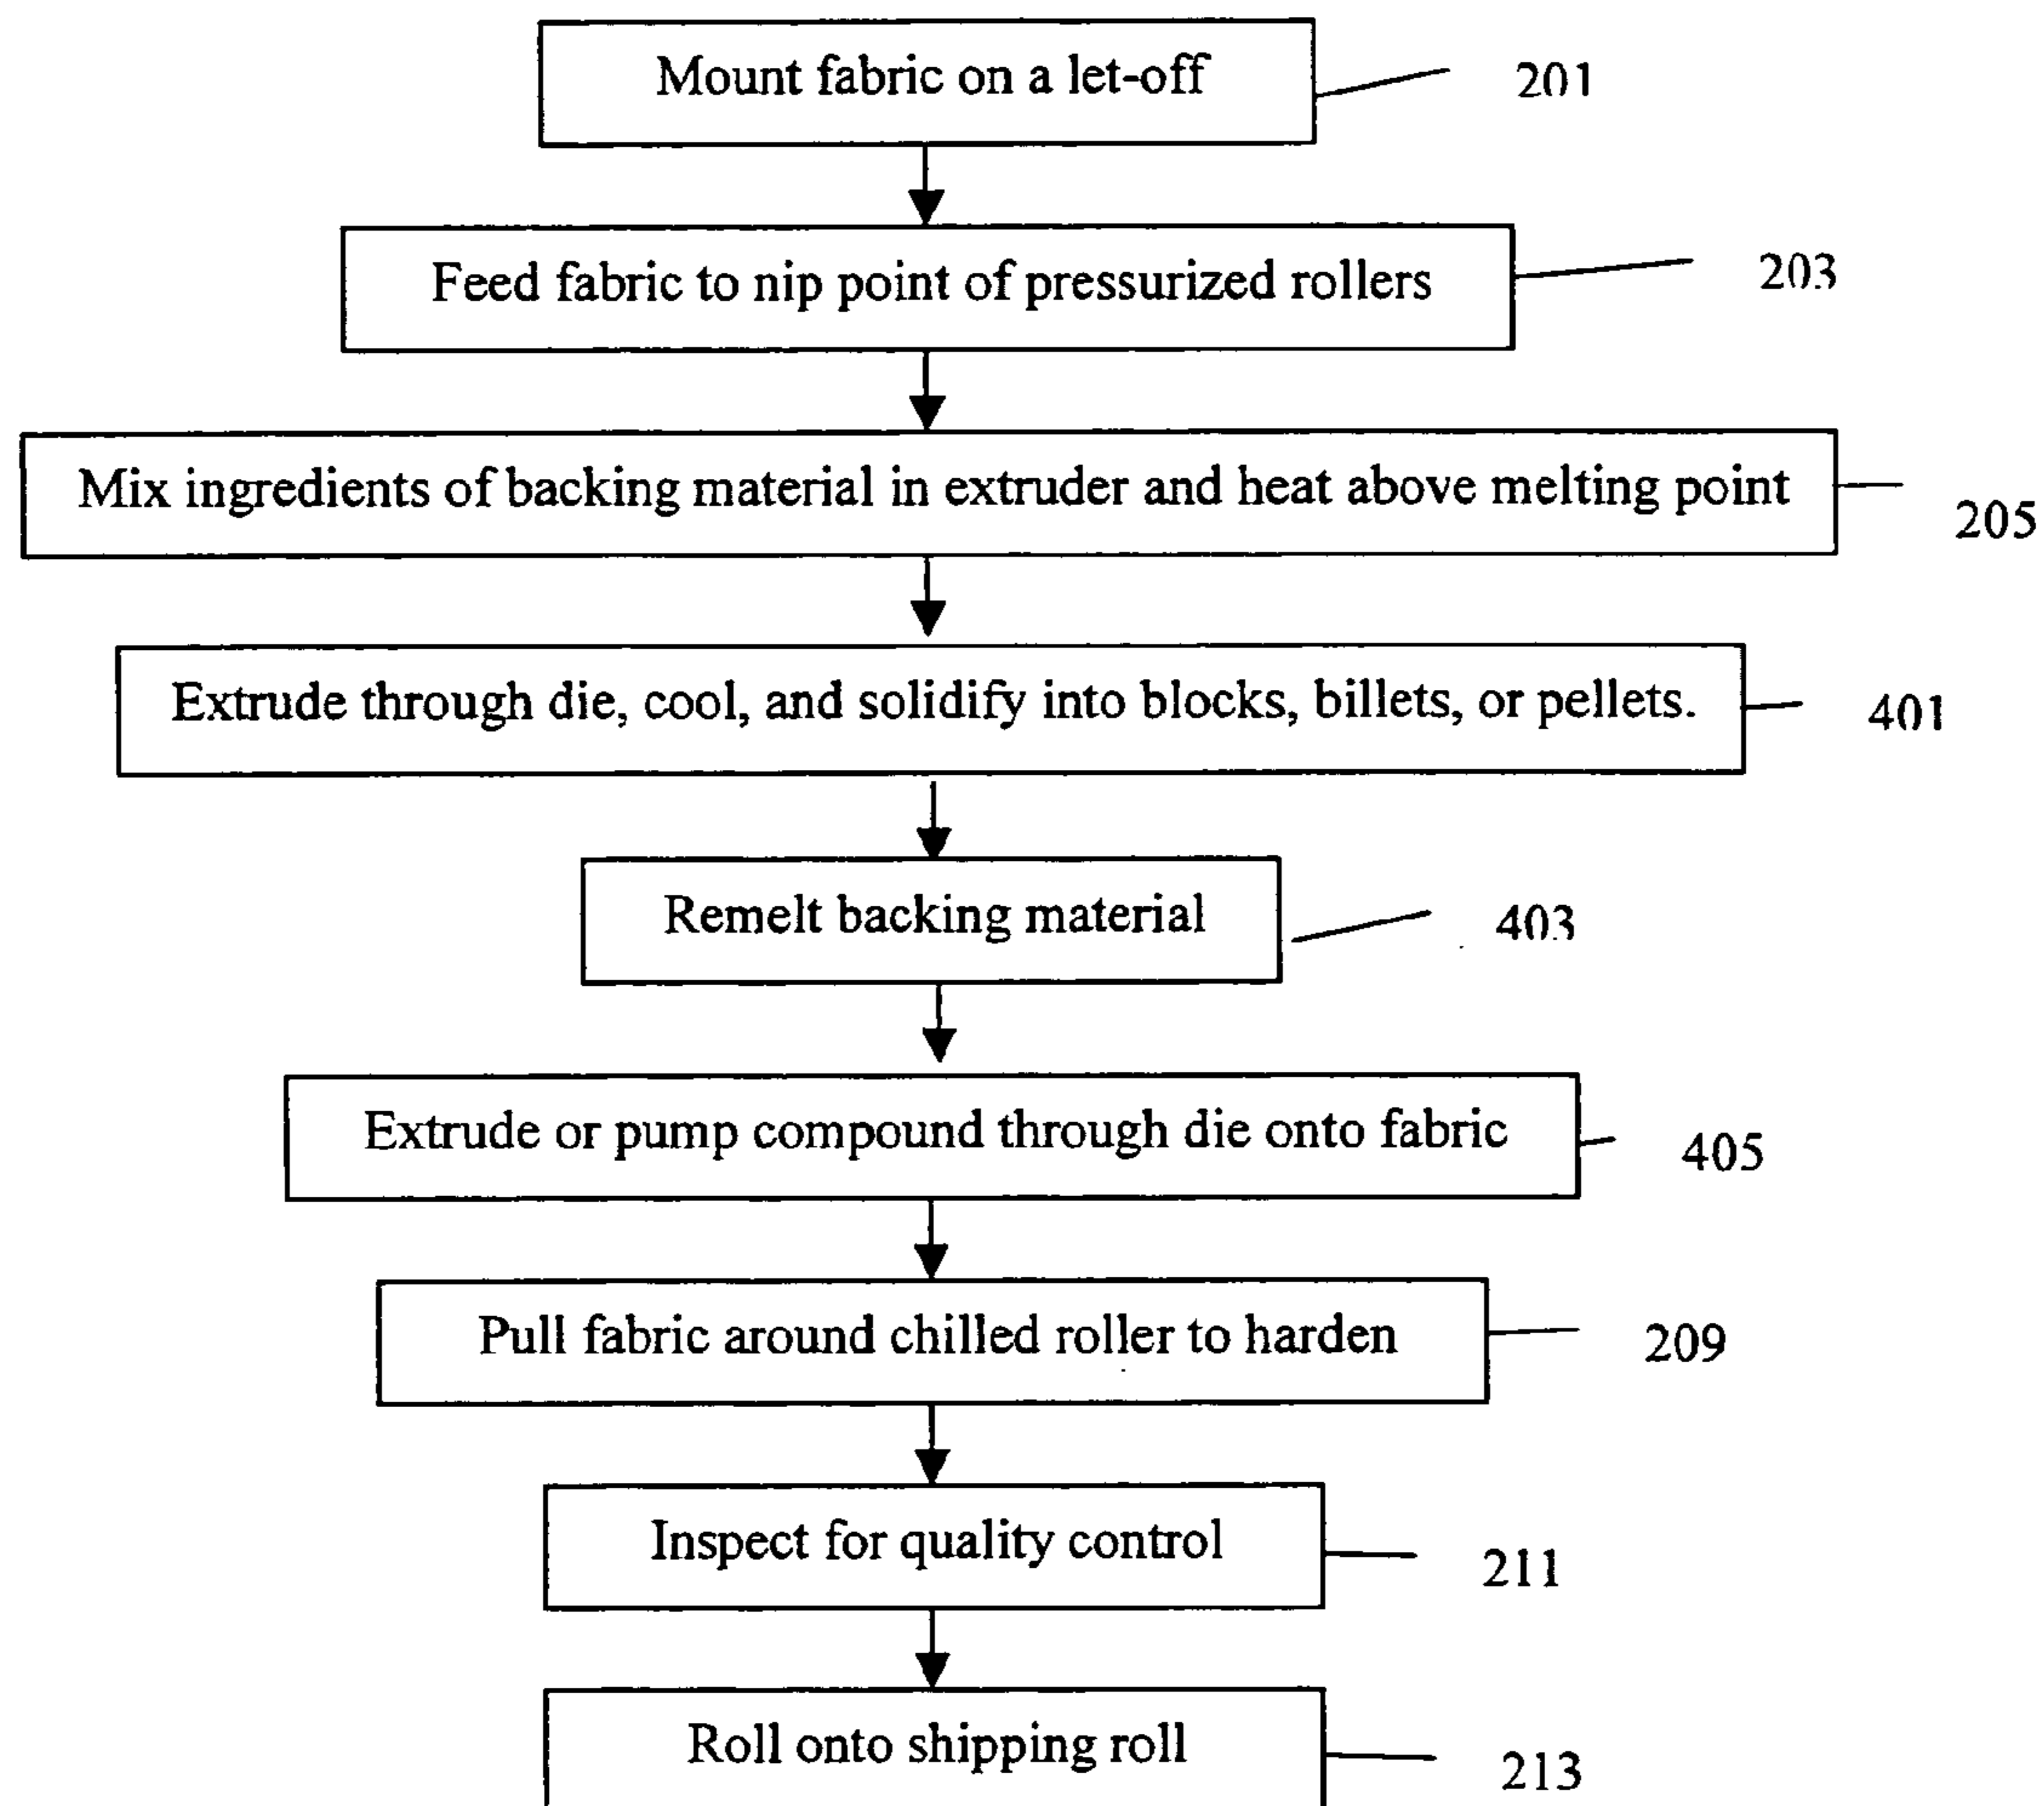 Mount fabric on a let-off
201
Feed fabric to nip point of pressurized rollers
203
Mix ingredients of backing material in extruder and heat above melting point
205
Extrude through die, cool, and solidify into blocks, billets, or pellets.
401
Remelt backing material
403
Extrude or pump compound through die onto fabric
405
Pull fabric around chilled roller to harden
209
Inspect for quality control
211
Roll onto shipping roll
213